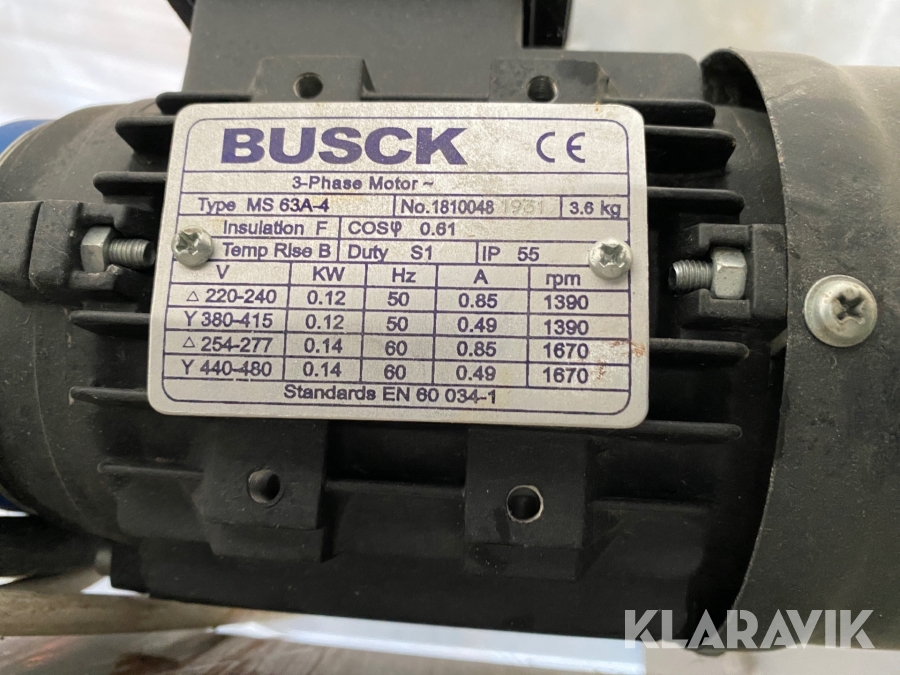 BUSCK CE
3-Phase Motor ~
Type MS 63A-4 No.1810048 1931 3.6 kg
Insulation F COSφ 0.61
Temp Rise B Duty S1 IP 55
V KW Hz A rpm
△ 220-240 0.12 50 0.85 1390
Y 380-415 0.12 50 0.49 1390
△ 254-277 0.14 60 0.85 1670
Y 440-480 0.14 60 0.49 1670
Standards EN 60 034-1
KLARAVIK